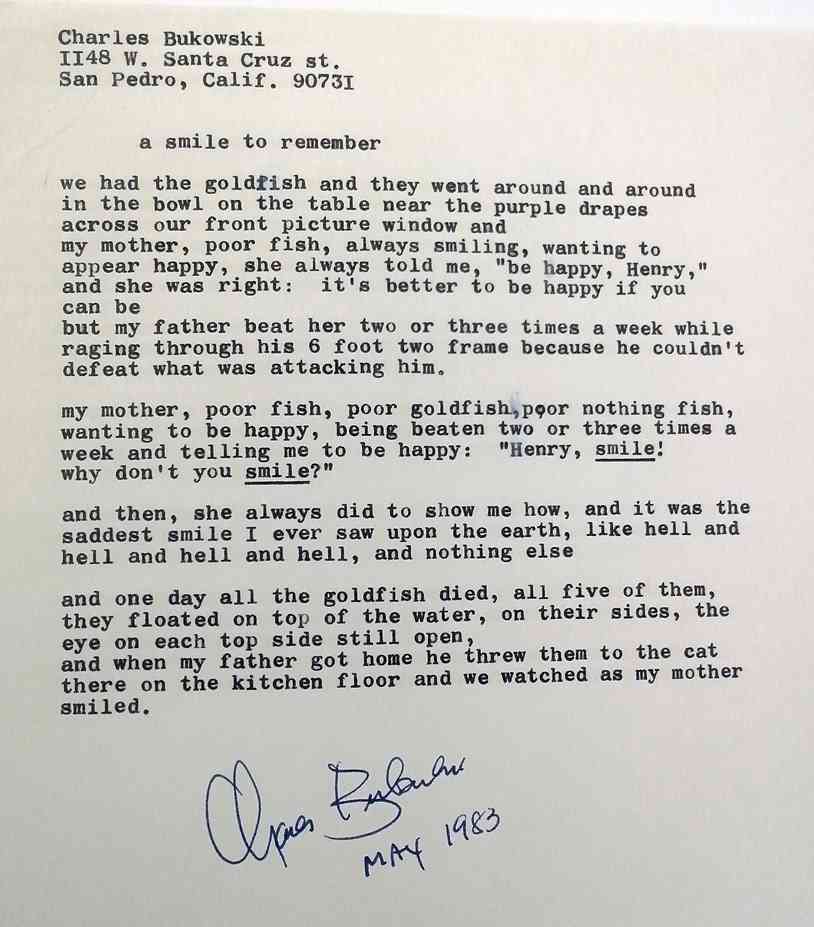 Charles Bukowski
II48 W. Santa Cruz st.
San Pedro, Calif. 9073I
a smile to remember
we had the goldfish and they went around and around
in the bowl on the table near the purple drapes
across our front picture window and
my mother, poor fish, always smiling, wanting to
appear happy, she always told me, "be happy, Henry,"
and she was right:  it's better to be happy if you
can be
but my father beat her two or three times a week while
raging through his 6 foot two frame because he couldn't
defeat what was attacking him.
my mother, poor fish, poor goldfish,poor nothing fish,
wanting to be happy, being beaten two or three times a
week and telling me to be happy:  "Henry, smile!
why don't you smile?"
and then, she always did to show me how, and it was the
saddest smile I ever saw upon the earth, like hell and
hell and hell and hell, and nothing else
and one day all the goldfish died, all five of them,
they floated on top of the water, on their sides, the
eye on each top side still open,
and when my father got home he threw them to the cat
there on the kitchen floor and we watched as my mother
smiled.
Charles Bukowski
MAY 1983